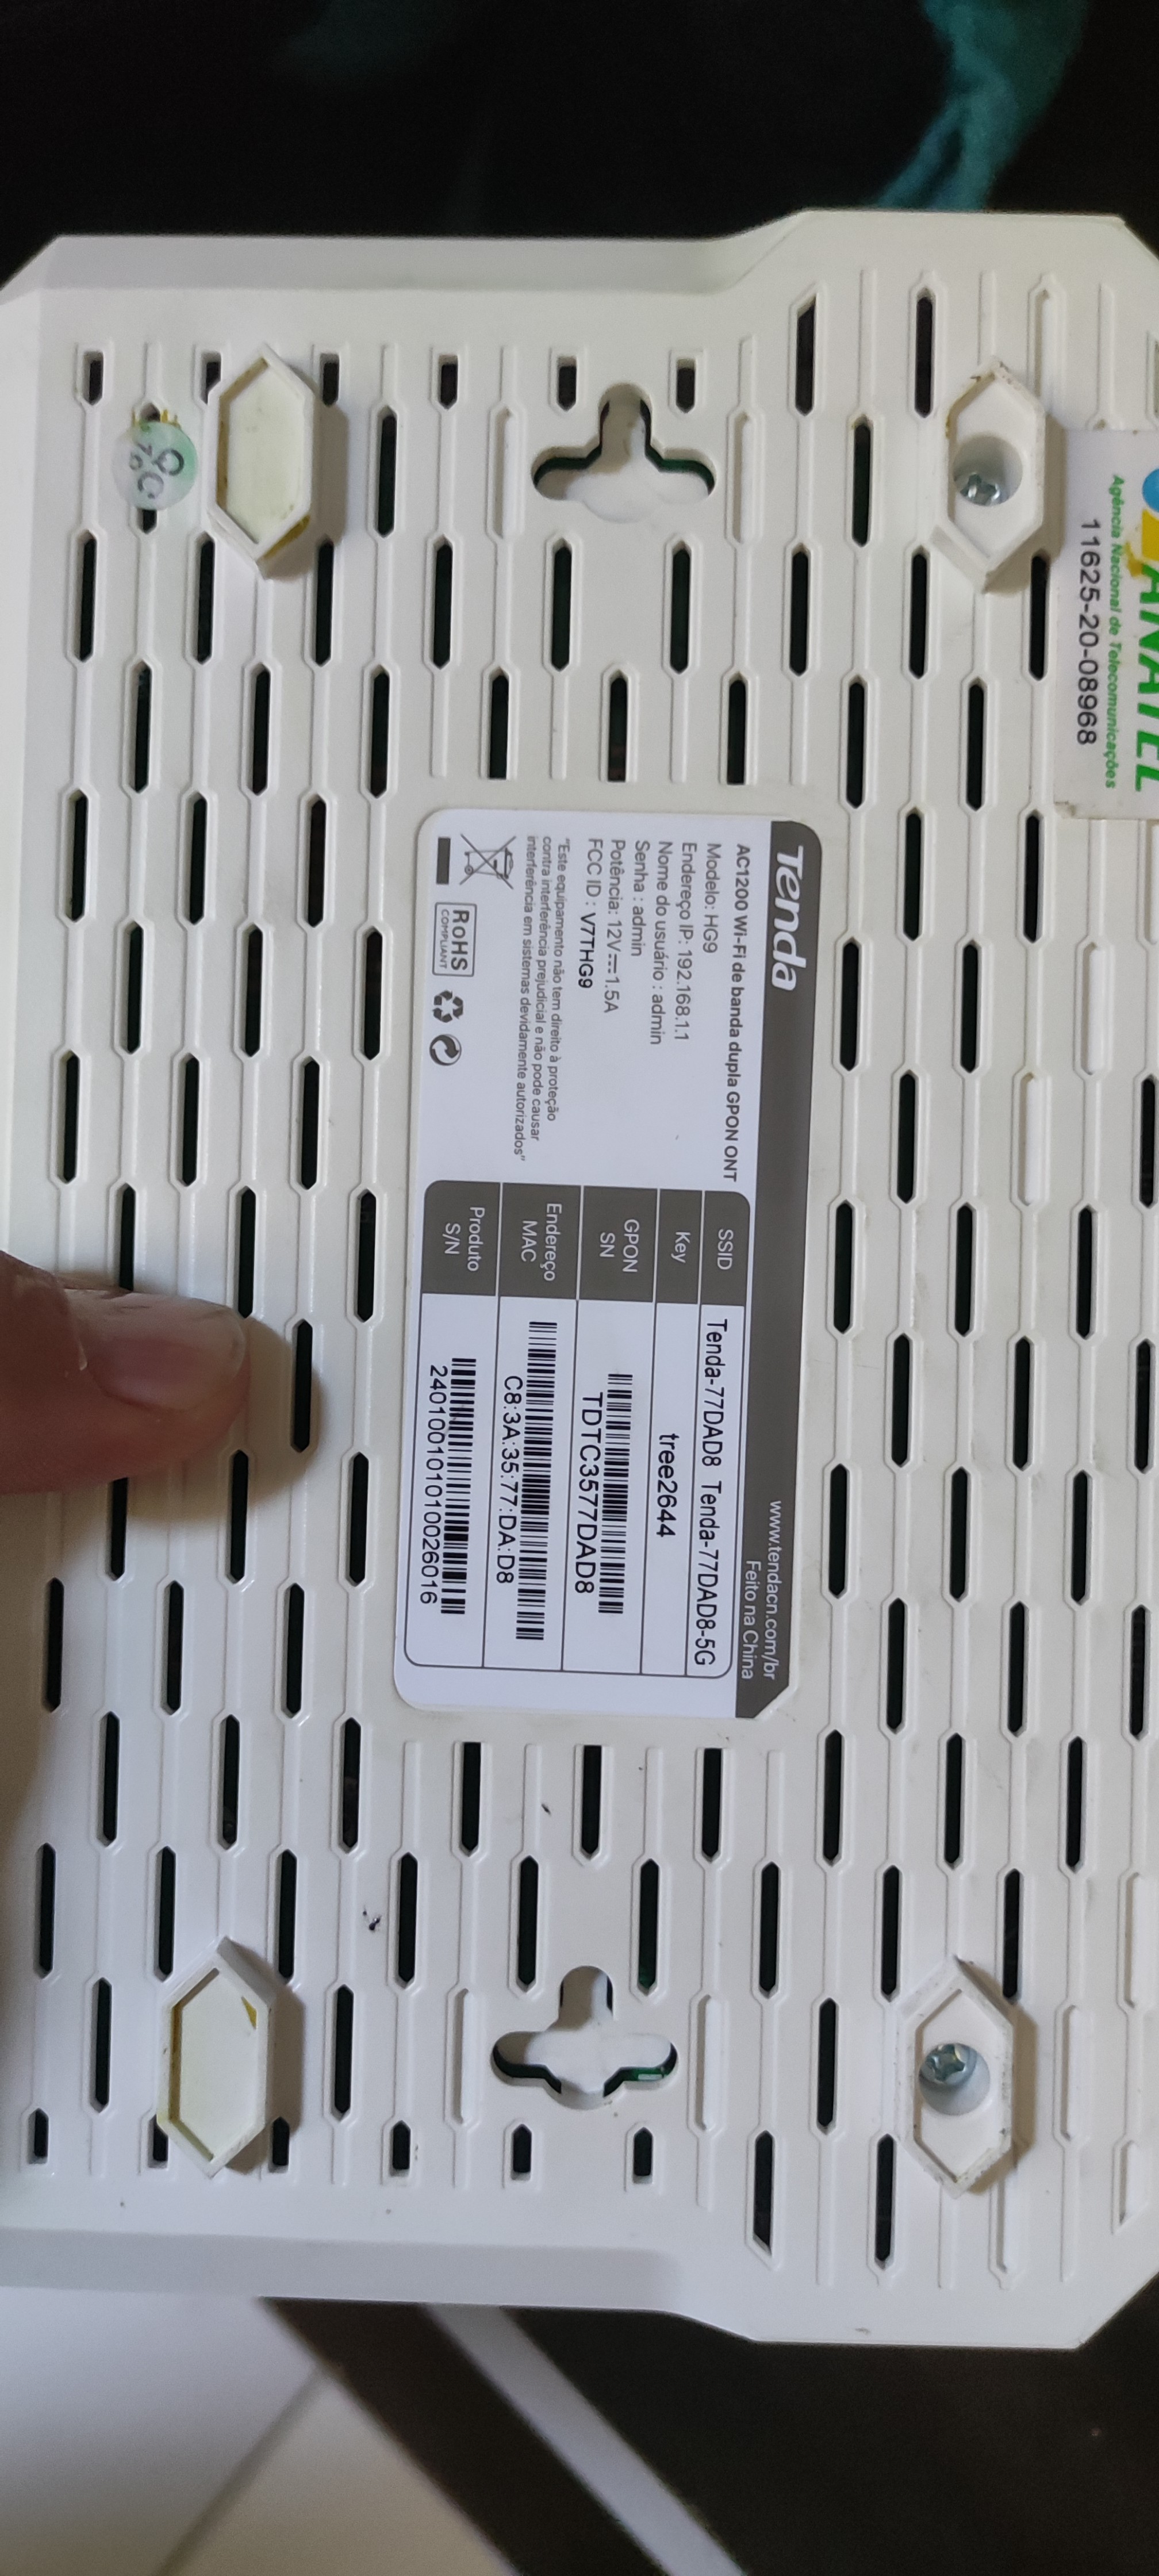 ANATEL
Agência Nacional de Telecomunicações
11625-20-08968
Tenda
www.tendacn.com/br
Feito na China
AC1200 Wi-Fi de banda dupla GPON ONT
Modelo: HG9
Endereço IP: 192.168.1.1
Nome do usuário : admin
Senha : admin
Potência: 12V⎓1.5A
FCC ID : V7THG9
"Este equipamento não tem direito à proteção
contra interferência prejudicial e não pode causar
interferência em sistemas devidamente autorizados"
RoHS
COMPLIANT
SSID Tenda-77DAD8 Tenda-77DAD8-5G
Key tree2644
GPON SN TDTC3577DAD8
Endereço MAC C8:3A:35:77:DA:D8
Produto S/N 24010010101002​6016